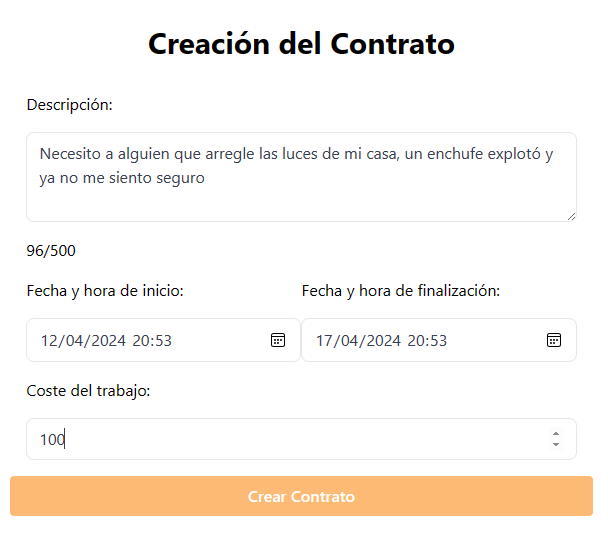 Creación del Contrato
Descripción:
Necesito a alguien que arregle las luces de mi casa, un enchufe explotó y
ya no me siento seguro
96/500
Fecha y hora de inicio: Fecha y hora de finalización:
12/04/2024 20:53 17/04/2024 20:53
Coste del trabajo:
100
Crear Contrato